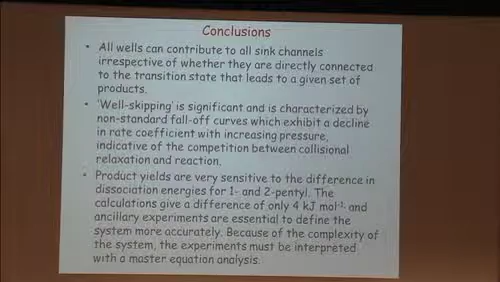 Conclusions
• All wells can contribute to all sink channels
irrespective of whether they are directly connected
to the transition state that leads to a given set of
products.
• 'Well-skipping' is significant and is characterized by
non-standard fall-off curves which exhibit a decline
in rate coefficient with increasing pressure,
indicative of the competition between collisional
relaxation and reaction.
• Product yields are very sensitive to the difference in
dissociation energies for 1- and 2-pentyl. The
calculations give a difference of only 4 kJ mol⁻¹ and
ancillary experiments are essential to define the
system more accurately. Because of the complexity of
the system, the experiments must be interpreted
with a master equation analysis.